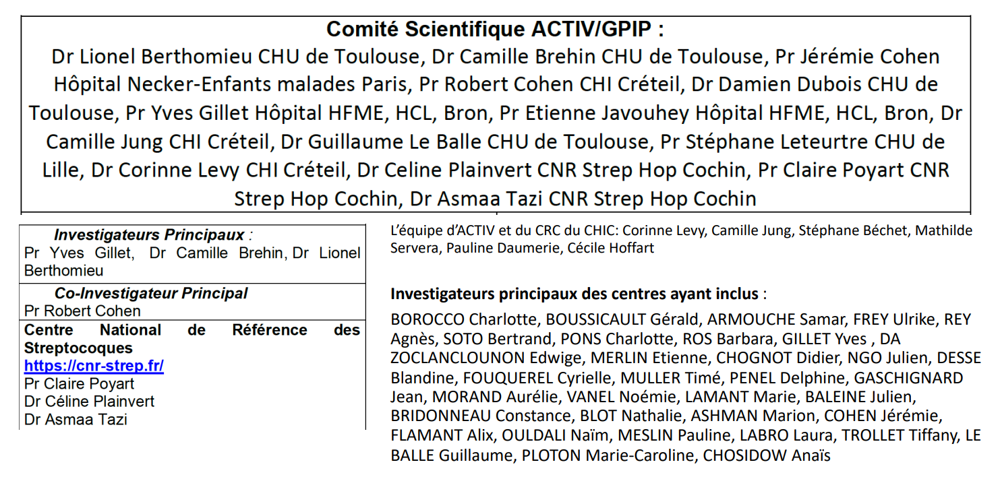 Comité Scientifique ACTIV/GPIP :
Dr Lionel Berthomieu CHU de Toulouse, Dr Camille Brehin CHU de Toulouse, Pr Jérémie Cohen
Hôpital Necker-Enfants malades Paris, Pr Robert Cohen CHI Créteil, Dr Damien Dubois CHU de
Toulouse, Pr Yves Gillet Hôpital HFME, HCL, Bron, Pr Etienne Javouhey Hôpital HFME, HCL, Bron, Dr
Camille Jung CHI Créteil, Dr Guillaume Le Balle CHU de Toulouse, Pr Stéphane Leteurtre CHU de
Lille, Dr Corinne Levy CHI Créteil, Dr Celine Plainvert CNR Strep Hop Cochin, Pr Claire Poyart CNR
Strep Hop Cochin, Dr Asmaa Tazi CNR Strep Hop Cochin
Investigateurs Principaux :
Pr Yves Gillet, Dr Camille Brehin, Dr Lionel
Berthomieu
Co-Investigateur Principal
Pr Robert Cohen
Centre National de Référence des
Streptocoques
https://cnr-strep.fr/
Pr Claire Poyart
Dr Céline Plainvert
Dr Asmaa Tazi
L'équipe d'ACTIV et du CRC du CHIC: Corinne Levy, Camille Jung, Stéphane Béchet, Mathilde
Servera, Pauline Daumerie, Cécile Hoffart
Investigateurs principaux des centres ayant inclus :
BOROCCO Charlotte, BOUSSICAULT Gérald, ARMOUCHE Samar, FREY Ulrike, REY
Agnès, SOTO Bertrand, PONS Charlotte, ROS Barbara, GILLET Yves , DA
ZOCLANCLOUNON Edwige, MERLIN Etienne, CHOGNOT Didier, NGO Julien, DESSE
Blandine, FOUQUEREL Cyrielle, MULLER Timé, PENEL Delphine, GASCHIGNARD
Jean, MORAND Aurélie, VANEL Noémie, LAMANT Marie, BALEINE Julien,
BRIDONNEAU Constance, BLOT Nathalie, ASHMAN Marion, COHEN Jérémie,
FLAMANT Alix, OULDALI Naïm, MESLIN Pauline, LABRO Laura, TROLLET Tiffany, LE
BALLE Guillaume, PLOTON Marie-Caroline, CHOSIDOW Anaïs